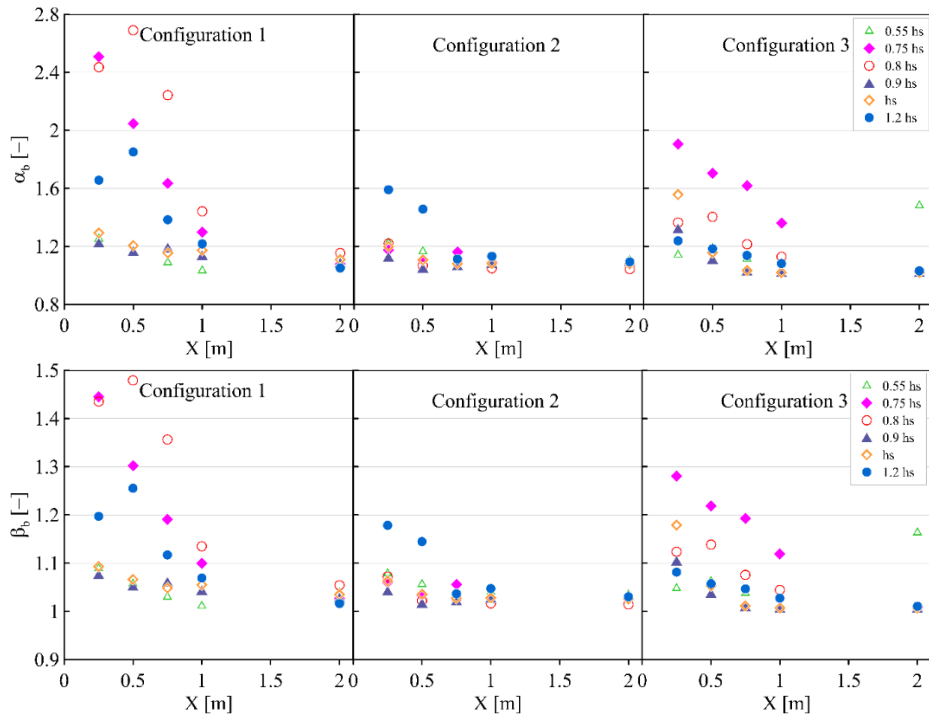 2.8
2.4
2
1.6
1.2
0.8
α_b [−]
Configuration 1
Configuration 2
Configuration 3
0.55 hs
0.75 hs
0.8 hs
0.9 hs
hs
1.2 hs
0 0.5 1 1.5 2 0 0.5 1 1.5 2 0 0.5 1 1.5 2
X [m] X [m] X [m]
1.5
1.4
1.3
1.2
1.1
1
0.9
β_b [−]
Configuration 1
Configuration 2
Configuration 3
0.55 hs
0.75 hs
0.8 hs
0.9 hs
hs
1.2 hs
0 0.5 1 1.5 2 0 0.5 1 1.5 2 0 0.5 1 1.5 2
X [m] X [m] X [m]